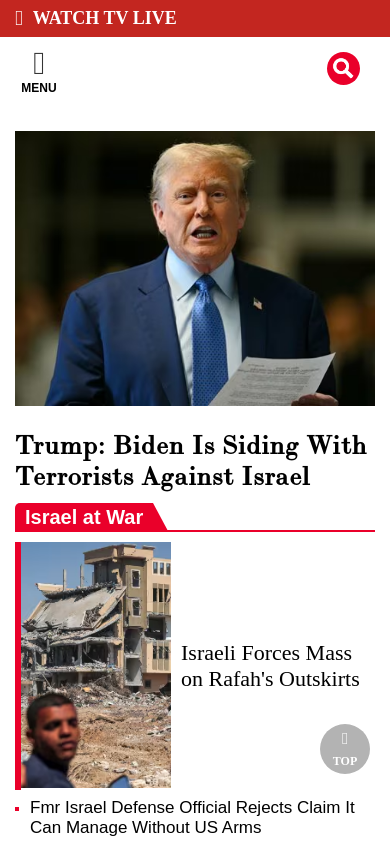 WATCH TV LIVE
MENU
Trump: Biden Is Siding With
Terrorists Against Israel
Israel at War
Israeli Forces Mass
on Rafah's Outskirts
TOP
Fmr Israel Defense Official Rejects Claim It
Can Manage Without US Arms